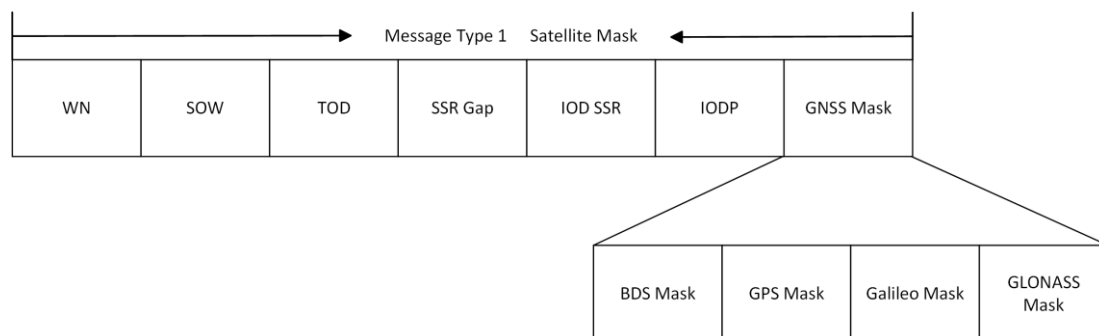 Message Type 1 Satellite Mask
WN SOW TOD SSR Gap IOD SSR IODP GNSS Mask
BDS Mask GPS Mask Galileo Mask GLONASS
Mask